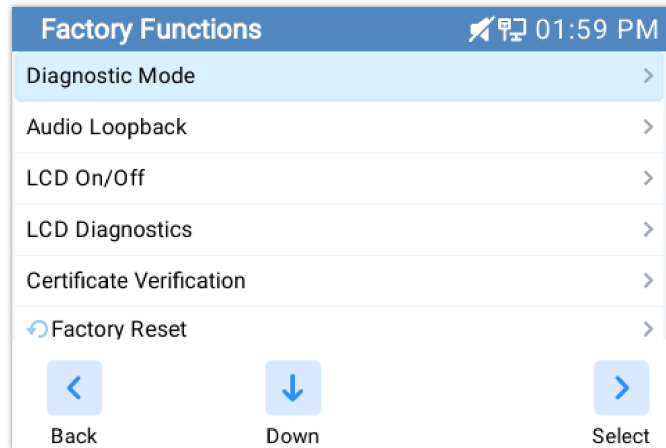 Factory Functions 01:59 PM
Diagnostic Mode
Audio Loopback
LCD On/Off
LCD Diagnostics
Certificate Verification
Factory Reset
Back Down Select